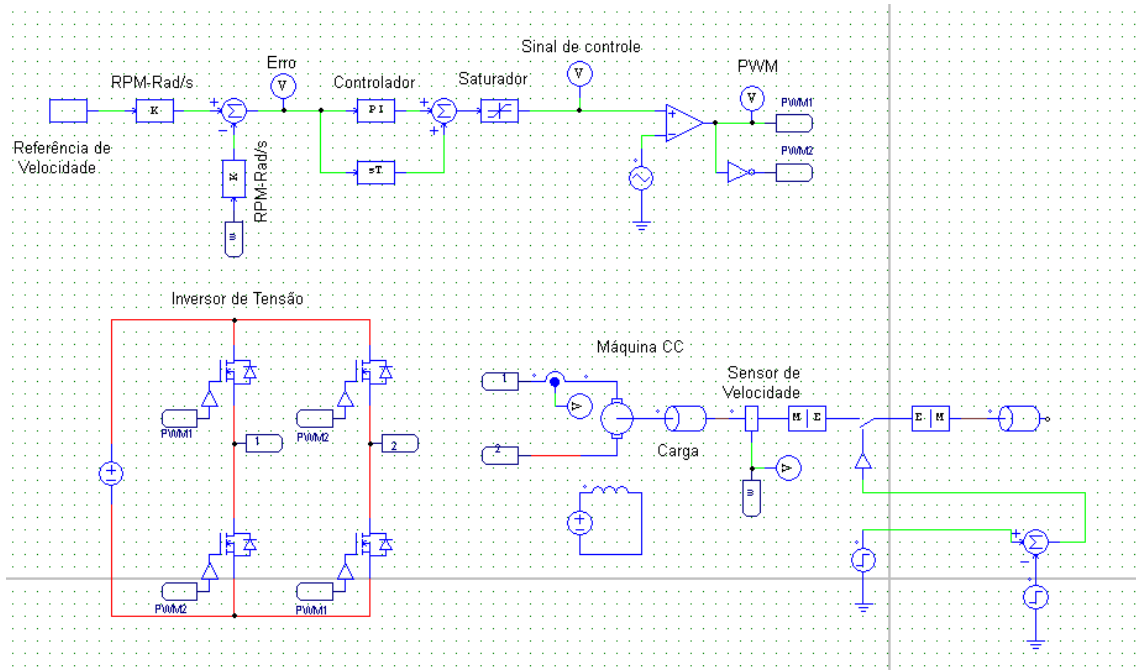 Sinal de controle
Erro
RPM-Rad/s
Controlador
Saturador
PWM
V
V
V
K
PI
PWM1
Referência de
Velocidade
K
RPM-Rad/s
sT
PWM2
ω
Inversor de Tensão
Máquina CC
Sensor de
Velocidade
PWM1
PWM2
1
2
1
2
Carga
M E
E M
V
V
ω
PWM2
PWM1